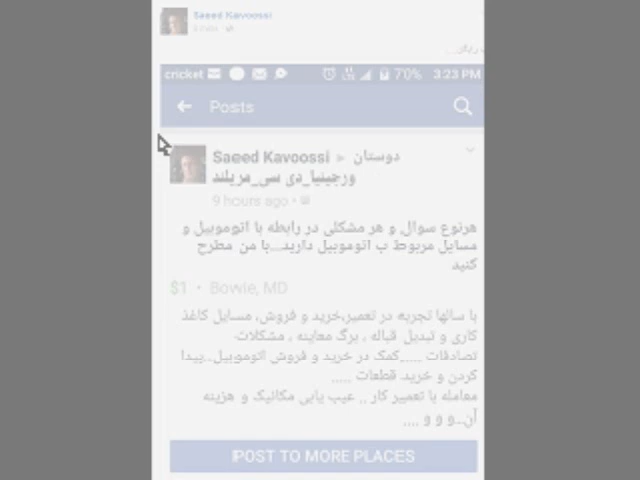 Saeed Kavoossi
cricket 70% 3:23 PM
Posts
Saeed Kavoossi ► دوستان
ورجینیا_دی سی_مریلند
9 hours ago •
هرنوع سوال و هر مشکلی در رابطه با اتوموبیل و
مسایل مربوط ب اتوموبیل دارید...با من مطرح
کنید
$1 • Bowie, MD
با سالها تجربه در تعمیر،خرید و فروش، مسایل کاغذ
کاری و تبدیل قباله ، برگ معاینه ، مشکلات
تصادفات .....کمک در خرید و فروش اتوموبیل...پیدا
کردن و خرید قطعات .....
معامله با تعمیر کار ,, عیب یابی مکانیک و هزینه
آن...و و و ....
POST TO MORE PLACES